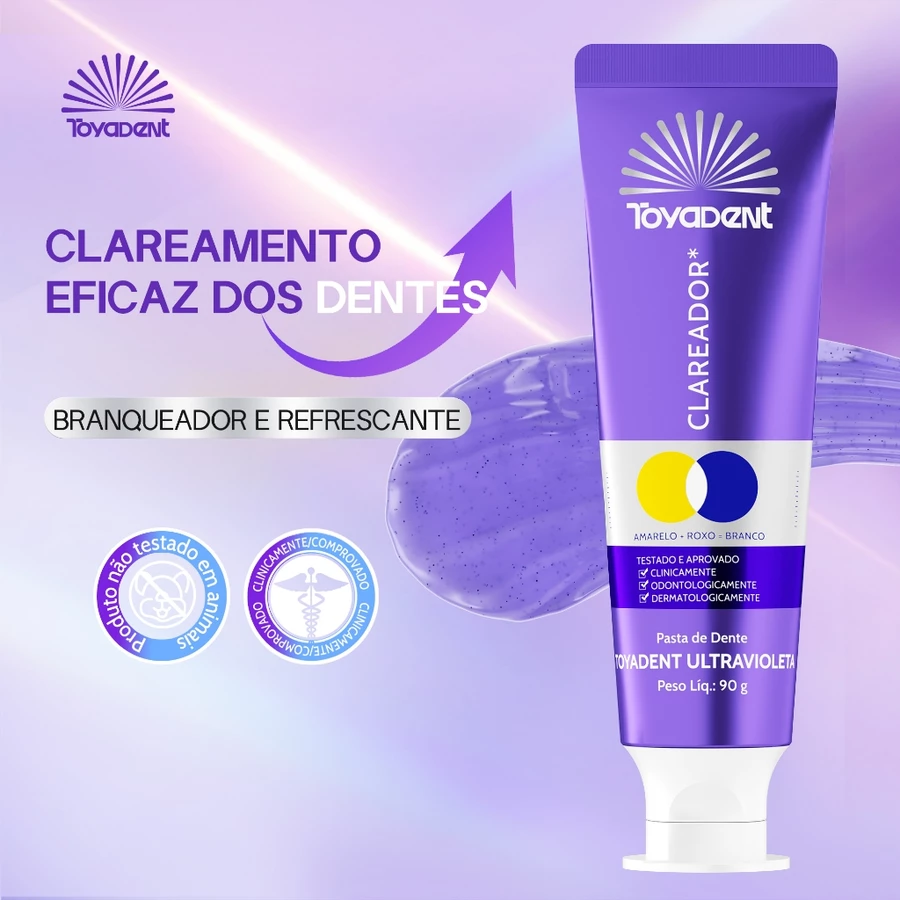 Toyadent
CLAREAMENTO
EFICAZ DOS DENTES
BRANQUEADOR E REFRESCANTE
Produto não testado em animais
CLINICAMENTE/COMPROVADO
CLINICAMENTE/COMPROVADO
Toyadent
CLAREADOR*
AMARELO + ROXO = BRANCO
TESTADO E APROVADO
CLINICAMENTE
ODONTOLOGICAMENTE
DERMATOLOGICAMENTE
Pasta de Dente
TOYADENT ULTRAVIOLETA
Peso Líq.: 90 g